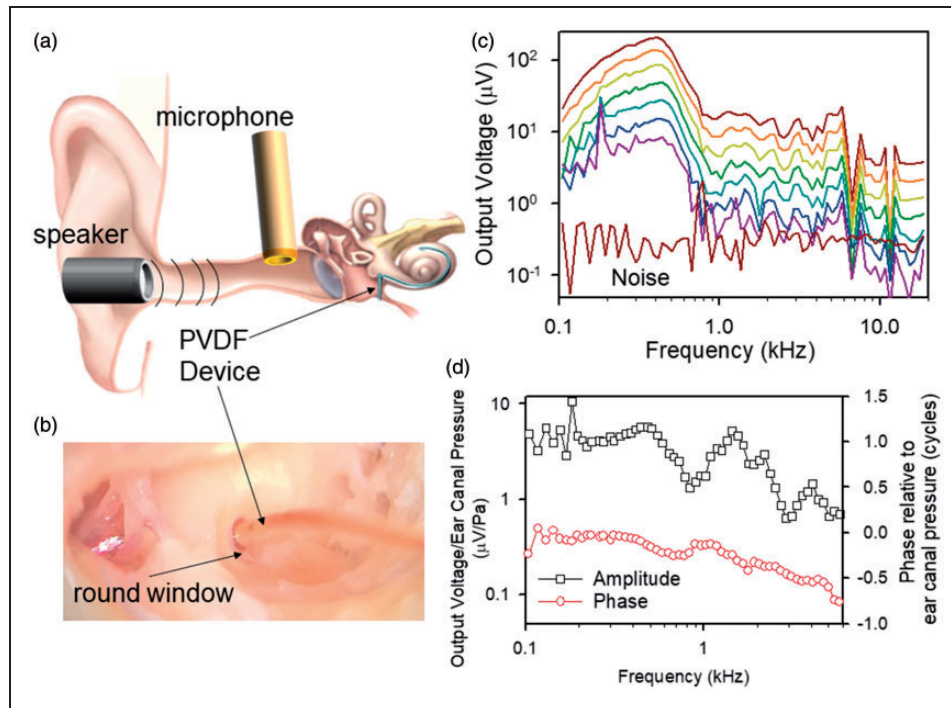 (a)
microphone
speaker
PVDF
Device
(b)
round window
(c)
Output Voltage (µV)
10²
10¹
10⁰
10⁻¹
Noise
0.1
1.0
10.0
Frequency (kHz)
(d)
Output Voltage/Ear Canal Pressure
(µV/Pa)
10
1
0.1
Amplitude
Phase
1.5
1.0
0.5
0.0
-0.5
-1.0
Phase relative to
ear canal pressure (cycles)
0.1
1
Frequency (kHz)